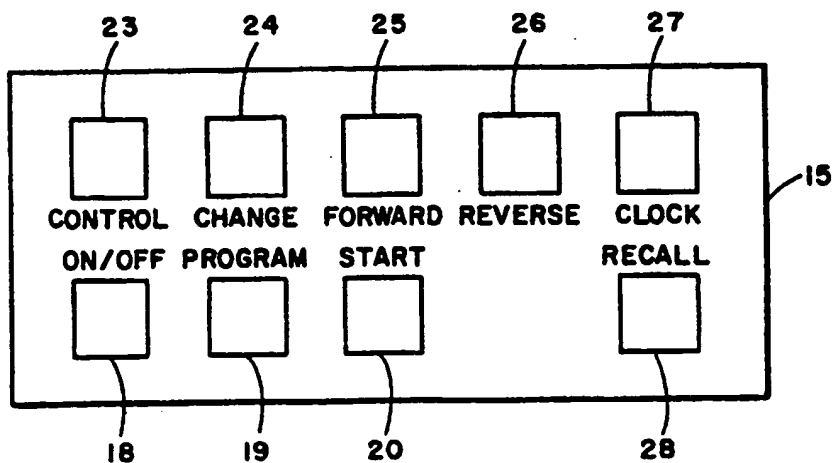 23 24 25 26 27
15
CONTROL CHANGE FORWARD REVERSE CLOCK
ON/OFF PROGRAM START RECALL
18 19 20 28